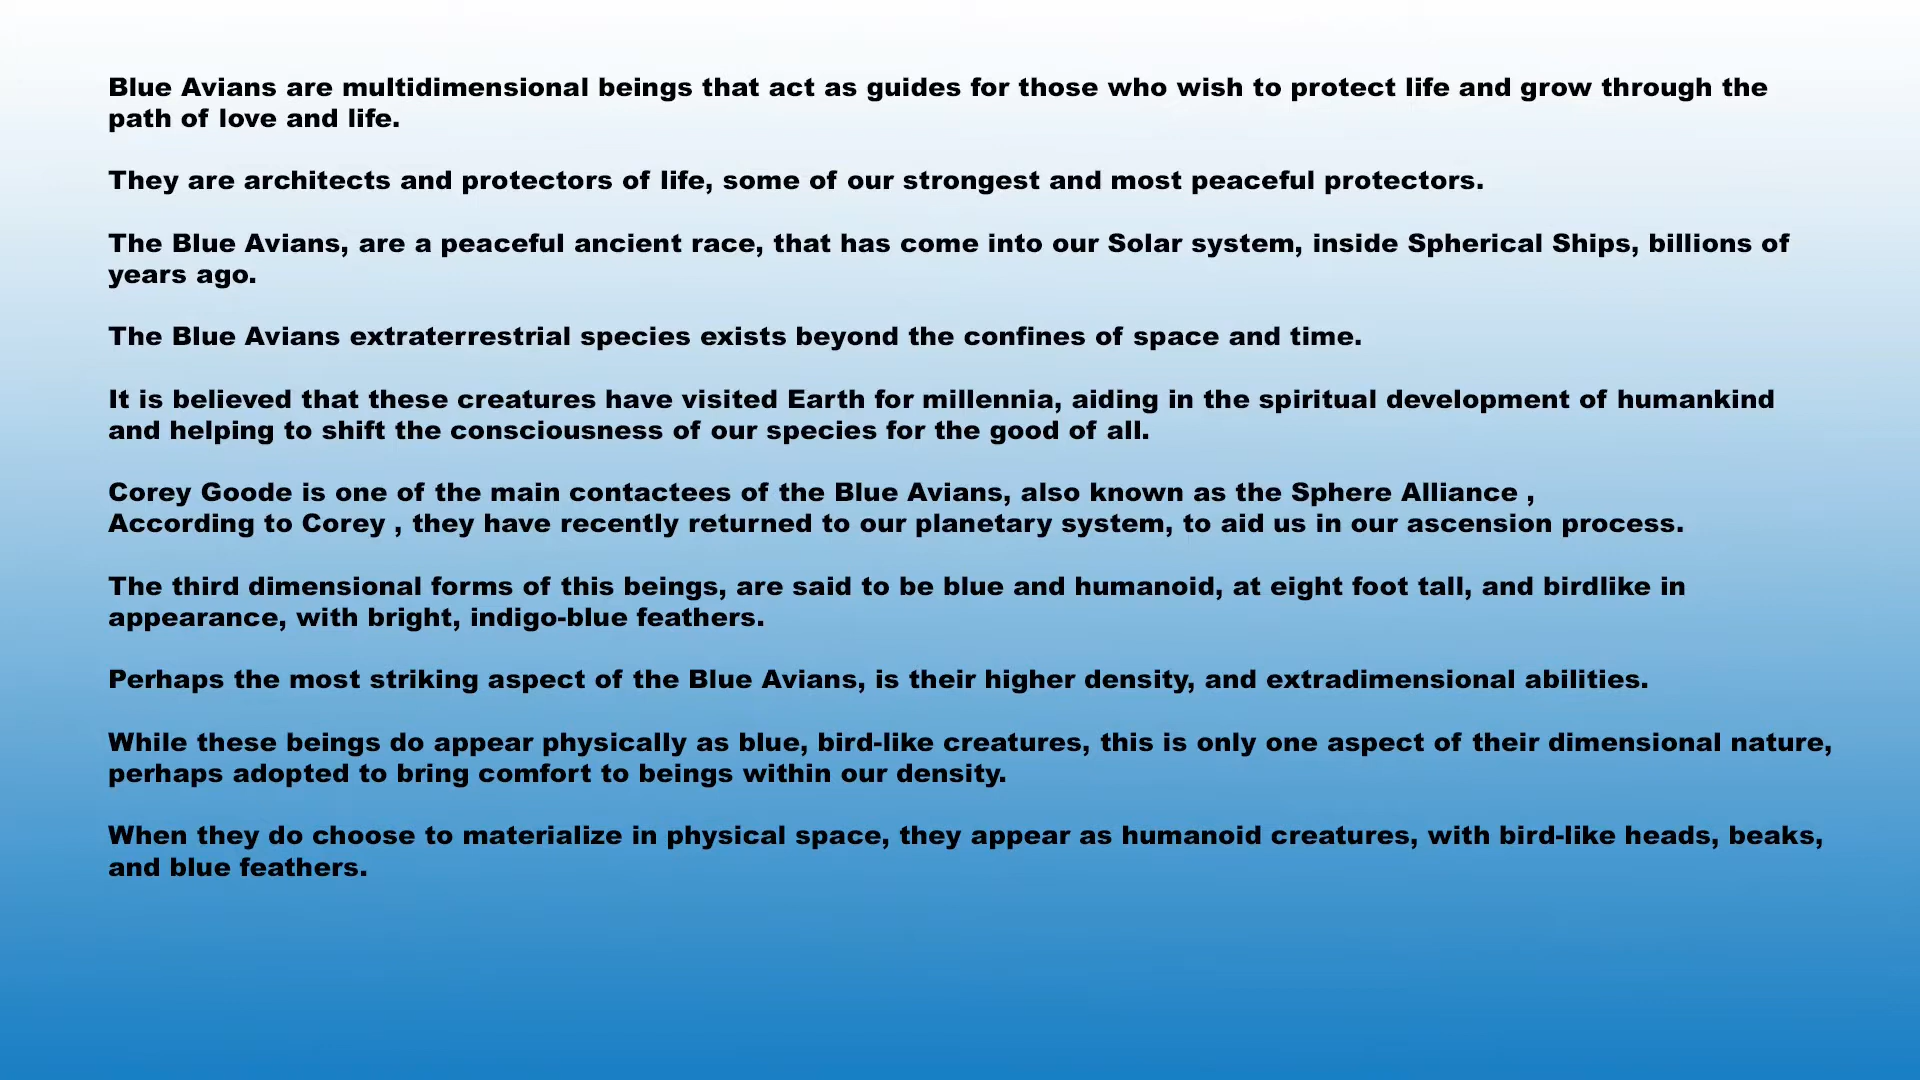 Blue Avians are multidimensional beings that act as guides for those who wish to protect life and grow through the
path of love and life.
They are architects and protectors of life, some of our strongest and most peaceful protectors.
The Blue Avians, are a peaceful ancient race, that has come into our Solar system, inside Spherical Ships, billions of
years ago.
The Blue Avians extraterrestrial species exists beyond the confines of space and time.
It is believed that these creatures have visited Earth for millennia, aiding in the spiritual development of humankind
and helping to shift the consciousness of our species for the good of all.
Corey Goode is one of the main contactees of the Blue Avians, also known as the Sphere Alliance ,
According to Corey , they have recently returned to our planetary system, to aid us in our ascension process.
The third dimensional forms of this beings, are said to be blue and humanoid, at eight foot tall, and birdlike in
appearance, with bright, indigo-blue feathers.
Perhaps the most striking aspect of the Blue Avians, is their higher density, and extradimensional abilities.
While these beings do appear physically as blue, bird-like creatures, this is only one aspect of their dimensional nature,
perhaps adopted to bring comfort to beings within our density.
When they do choose to materialize in physical space, they appear as humanoid creatures, with bird-like heads, beaks,
and blue feathers.